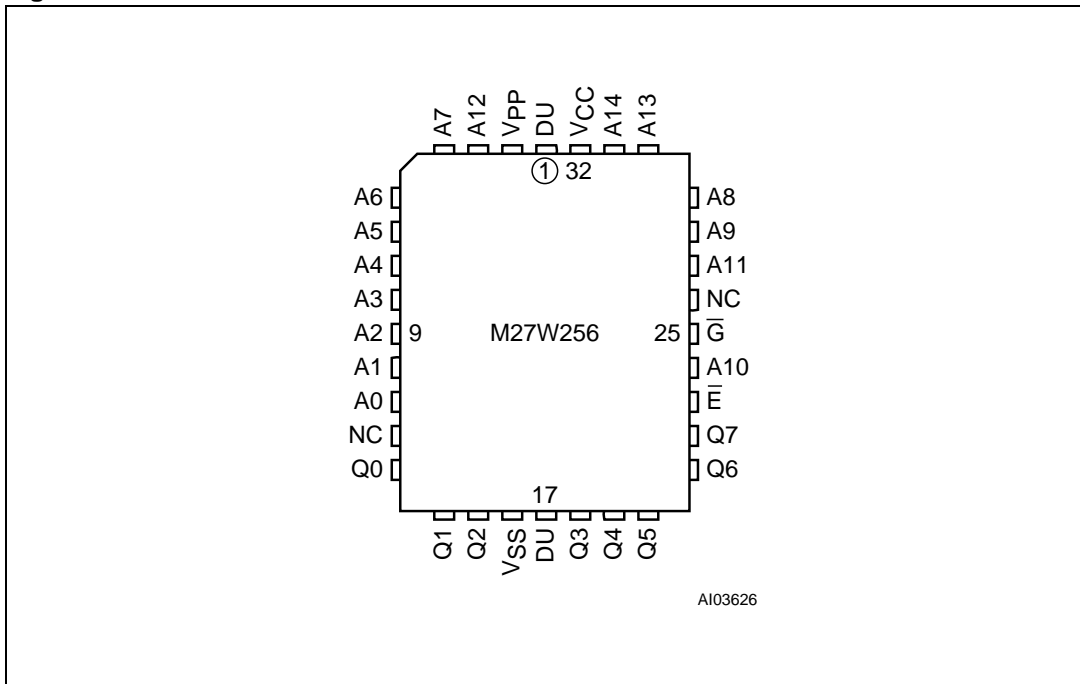 A7
A12
VPP
DU
VCC
A14
A13
1 32
A6
A8
A5
A9
A4
A11
A3
NC
A2 9 M27W256 25 G̅
A1
A10
A0
E̅
NC
Q7
Q0
Q6
17
Q1
Q2
VSS
DU
Q3
Q4
Q5
AI03626